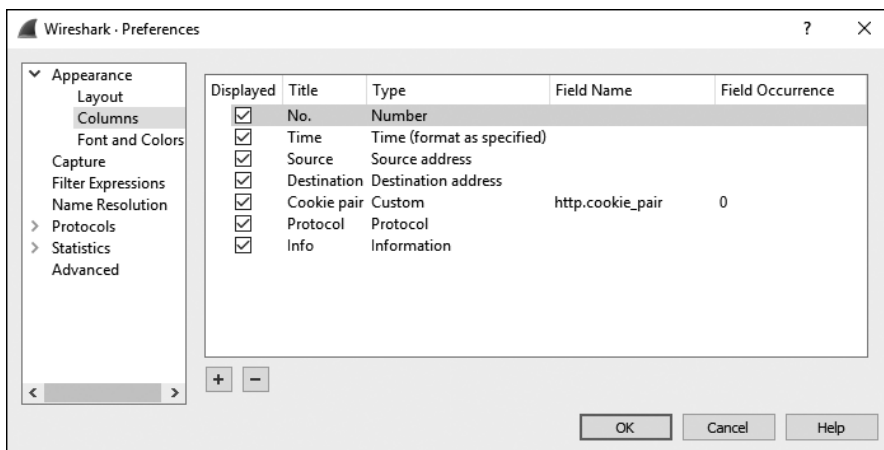 Wireshark · Preferences
Appearance
Layout
Columns
Font and Colors
Capture
Filter Expressions
Name Resolution
Protocols
Statistics
Advanced
Displayed Title Type Field Name Field Occurrence
No. Number
Time Time (format as specified)
Source Source address
Destination Destination address
Cookie pair Custom http.cookie_pair 0
Protocol Protocol
Info Information
OK Cancel Help